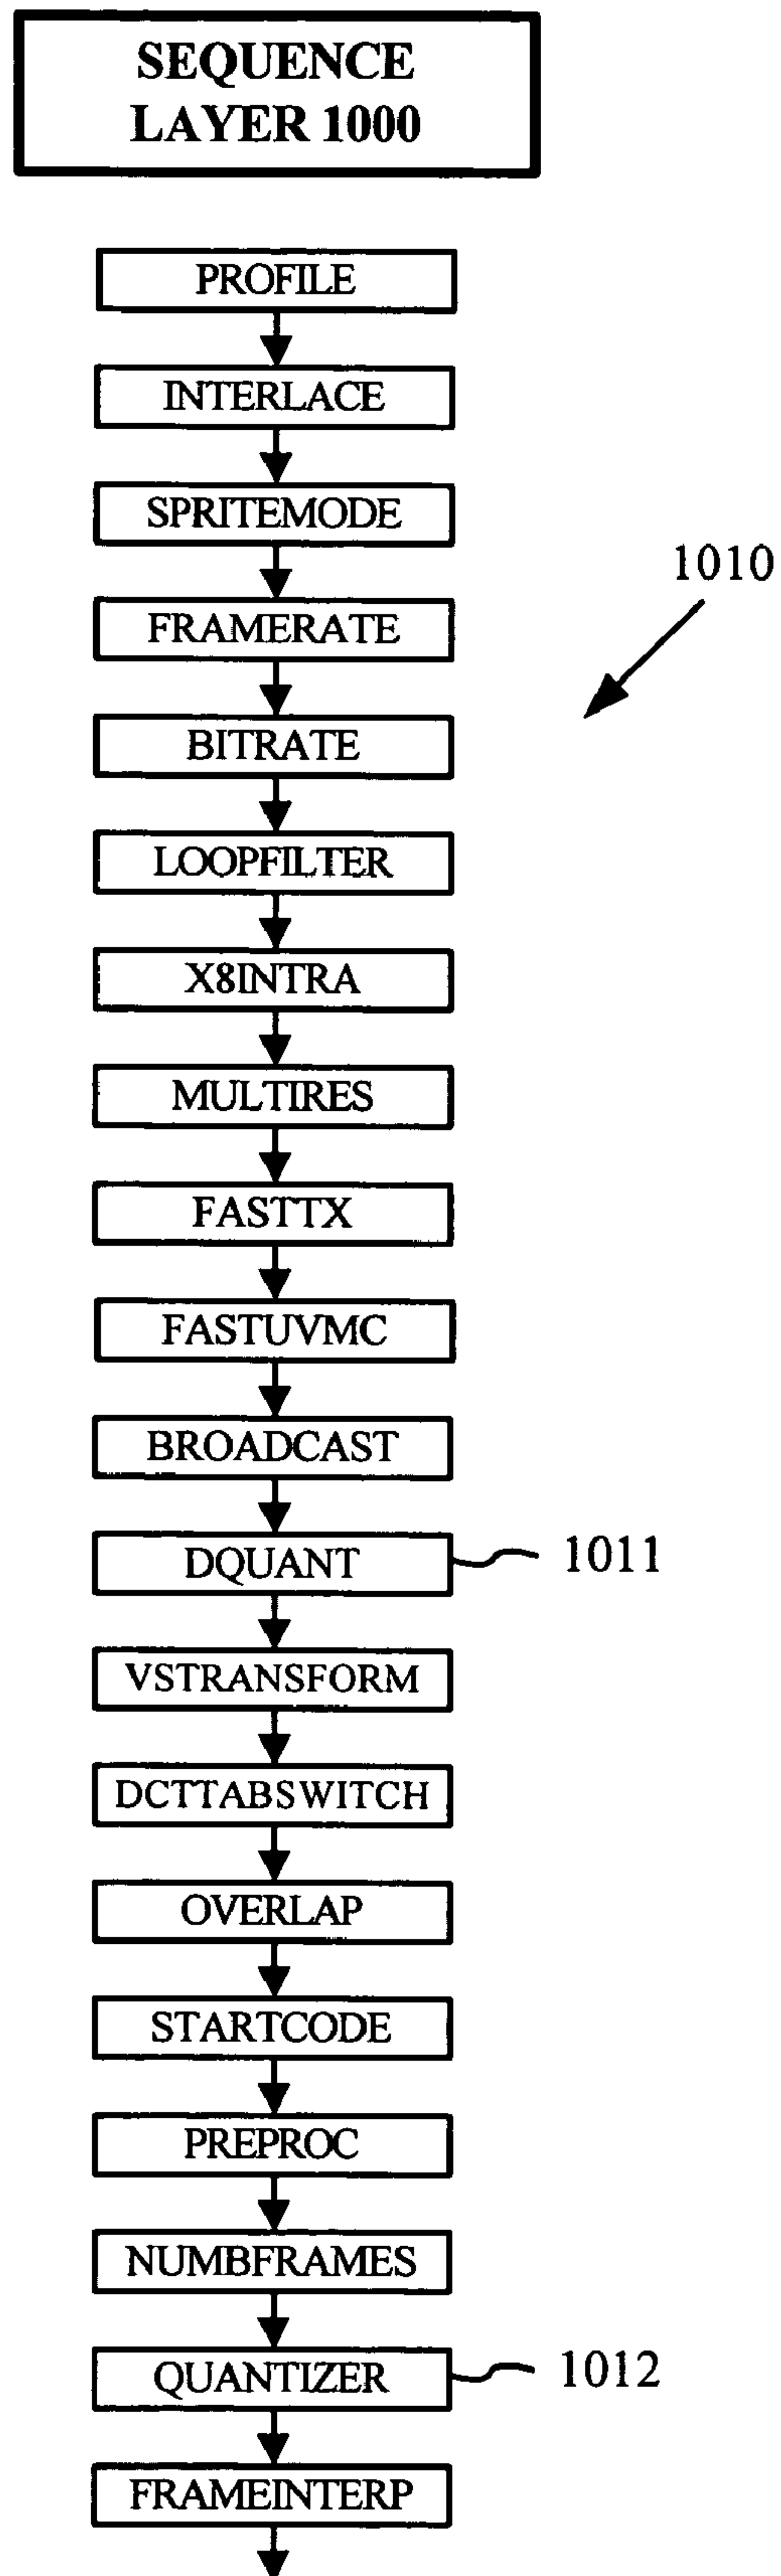 SEQUENCE
LAYER 1000
PROFILE
INTERLACE
SPRITEMODE
FRAMERATE
1010
BITRATE
LOOPFILTER
X8INTRA
MULTIRES
FASTTX
FASTUVMC
BROADCAST
DQUANT
1011
VSTRANSFORM
DCTTABSWITCH
OVERLAP
STARTCODE
PREPROC
NUMBFRAMES
QUANTIZER
1012
FRAMEINTERP